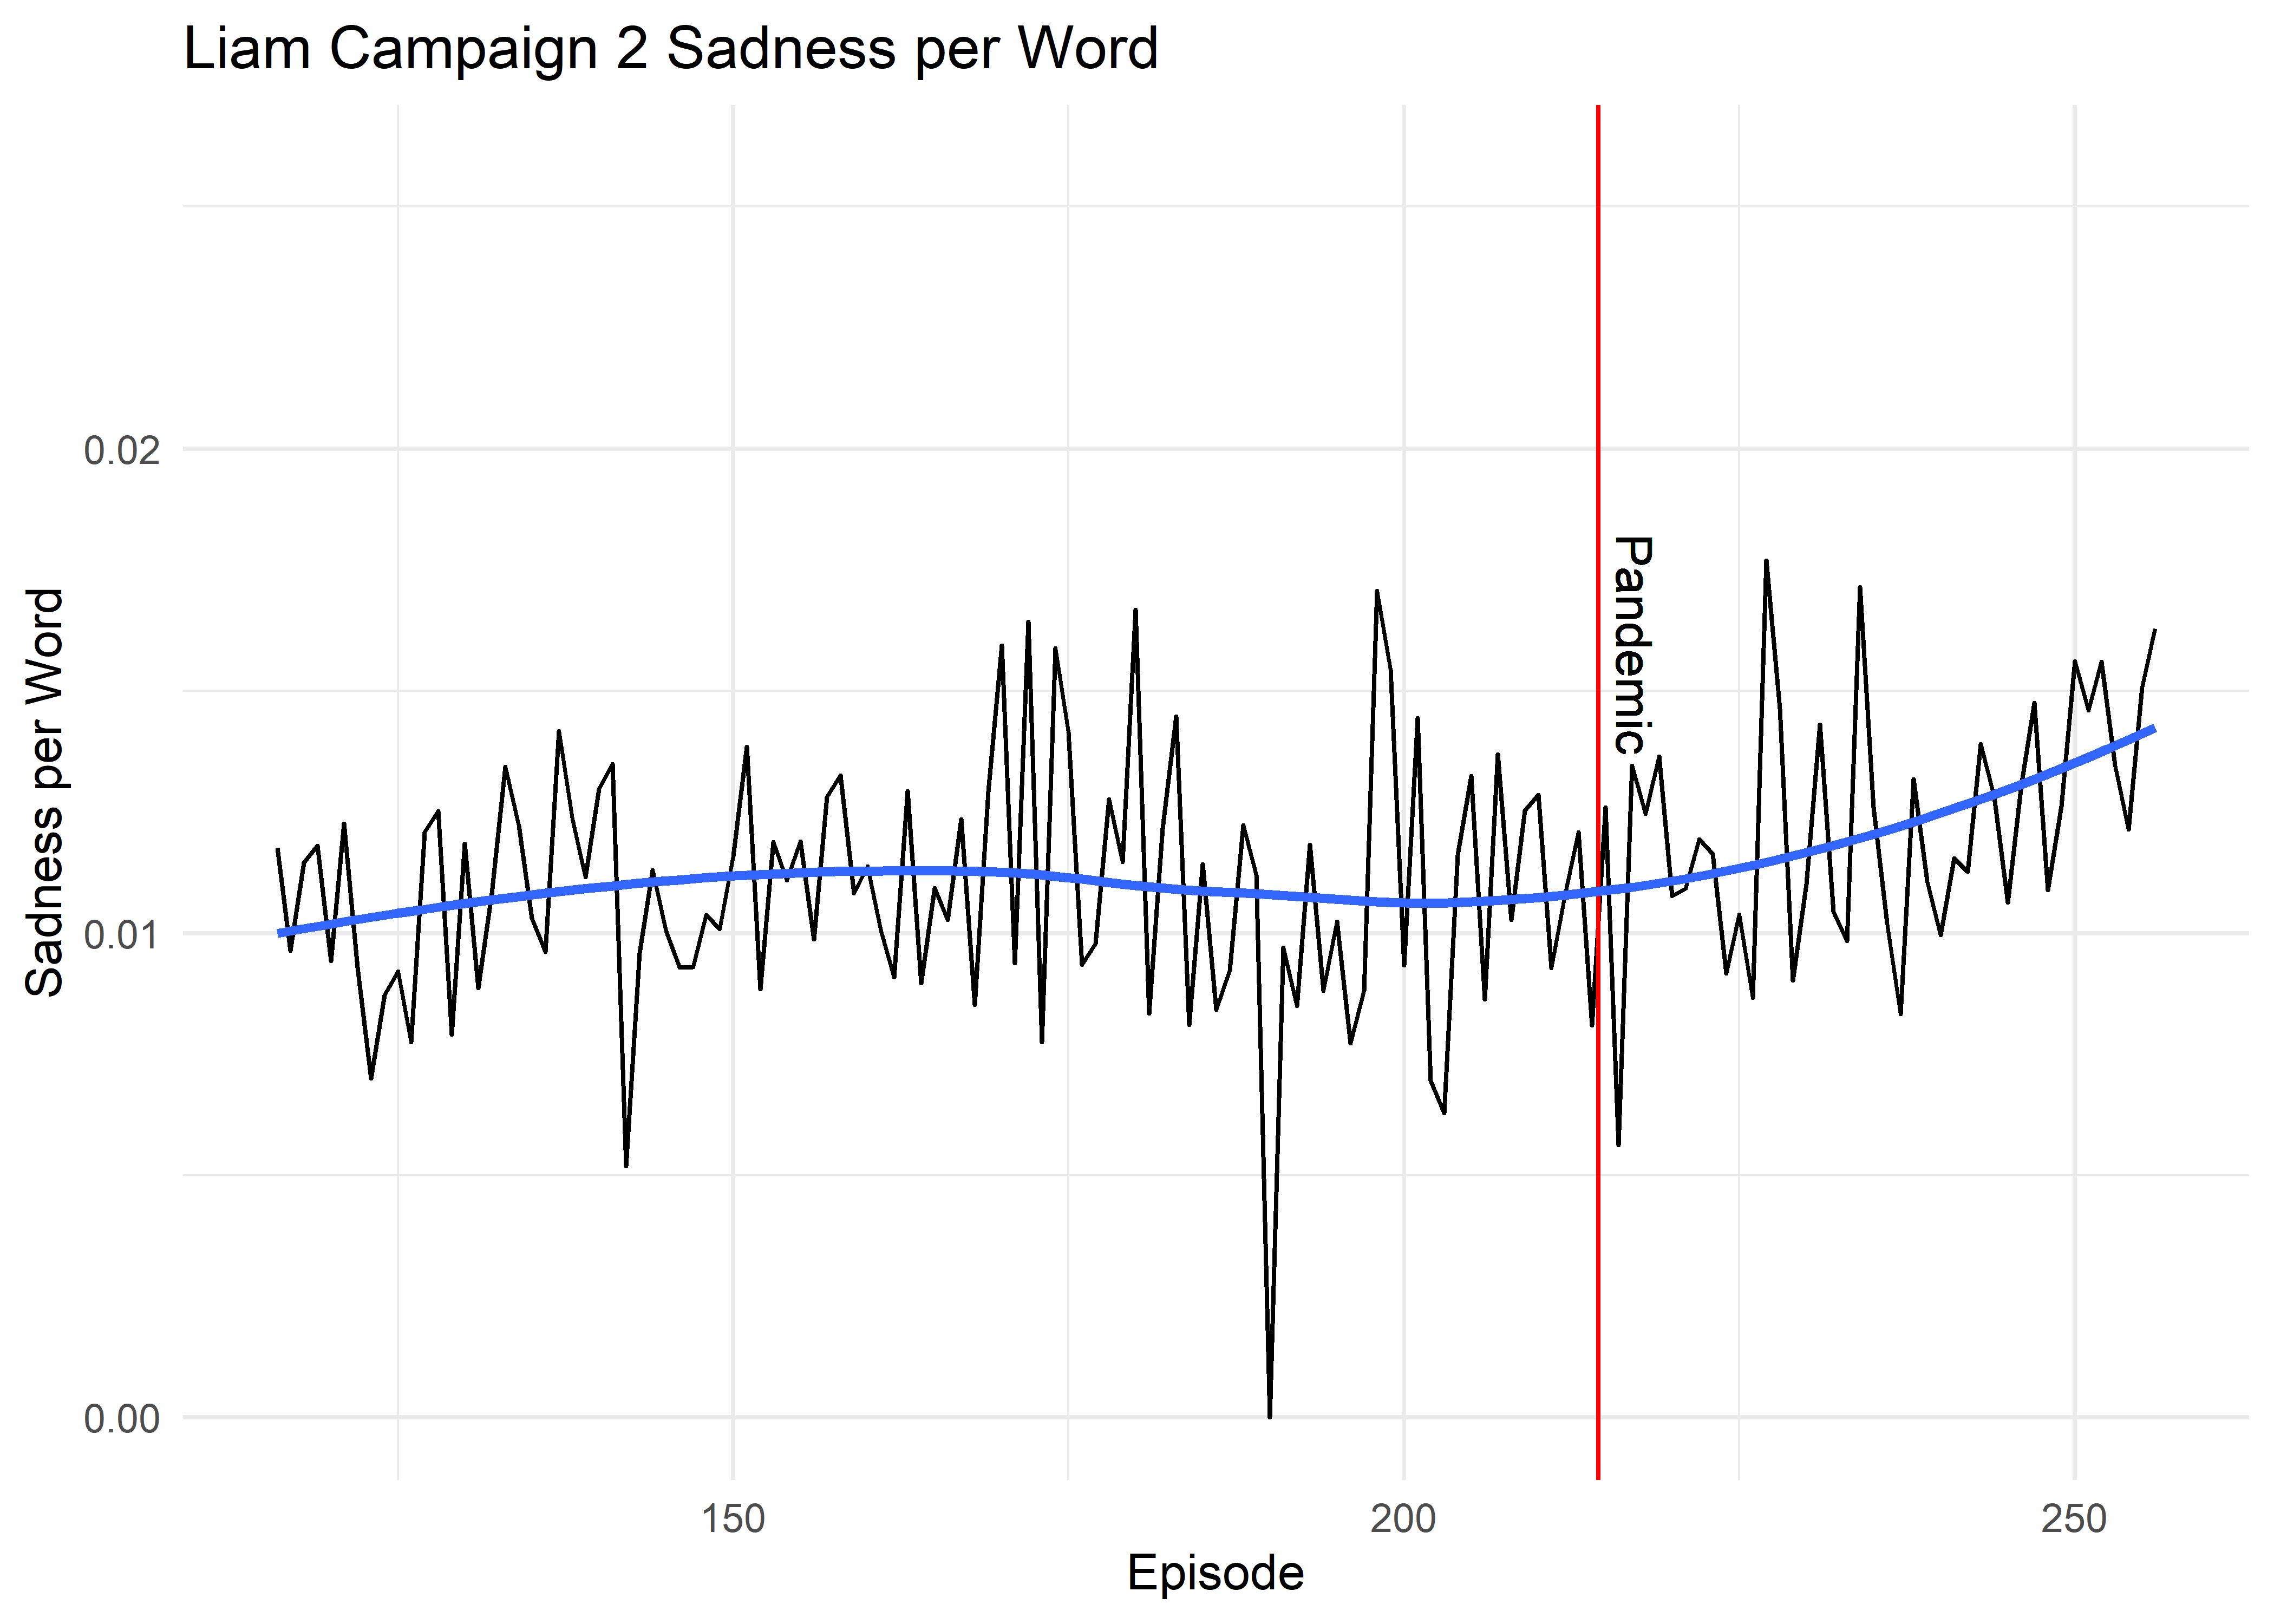 Liam Campaign 2 Sadness per Word
Sadness per Word
0.02
0.01
0.00
Pandemic
150
200
250
Episode